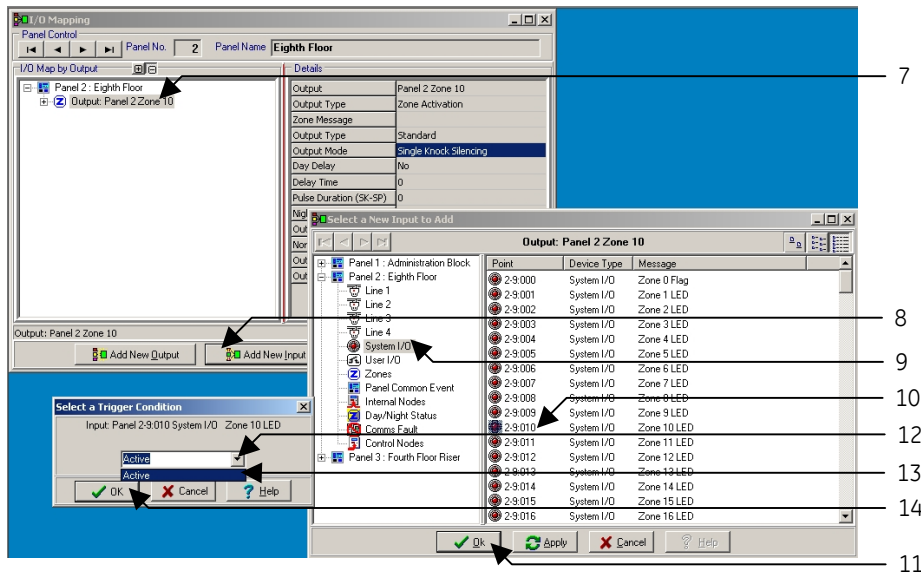 I/O Mapping
Panel Control
Panel No. 2 Panel Name Eighth Floor
I/O Map by Output
Panel 2 : Eighth Floor
Output: Panel 2 Zone 10
Details
Output Panel 2 Zone 10
Output Type Zone Activation
Zone Message
Output Type Standard
Output Mode Single Knock Silencing
Day Delay No
Delay Time 0
Pulse Duration (SK-SP) 0
Output: Panel 2 Zone 10
Add New Output
Add New Input
Select a New Input to Add
Output: Panel 2 Zone 10
Panel 1 : Administration Block
Panel 2 : Eighth Floor
Line 1
Line 2
Line 3
Line 4
System I/O
User I/O
Zones
Panel Common Event
Internal Nodes
Day/Night Status
Comms Fault
Control Nodes
Panel 3 : Fourth Floor Riser
Point Device Type Message
2-9:000 System I/O Zone 0 Flag
2-9:001 System I/O Zone 1 LED
2-9:002 System I/O Zone 2 LED
2-9:003 System I/O Zone 3 LED
2-9:004 System I/O Zone 4 LED
2-9:005 System I/O Zone 5 LED
2-9:006 System I/O Zone 6 LED
2-9:007 System I/O Zone 7 LED
2-9:008 System I/O Zone 8 LED
2-9:009 System I/O Zone 9 LED
2-9:010 System I/O Zone 10 LED
2-9:011 System I/O Zone 11 LED
2-9:012 System I/O Zone 12 LED
2-9:013 System I/O Zone 13 LED
2-9:014 System I/O Zone 14 LED
2-9:015 System I/O Zone 15 LED
2-9:016 System I/O Zone 16 LED
Ok
Apply
Cancel
Help
Select a Trigger Condition
Input: Panel 2-9:010 System I/O Zone 10 LED
Active
Active
OK
Cancel
Help
7
8
9
10
12
13
14
11